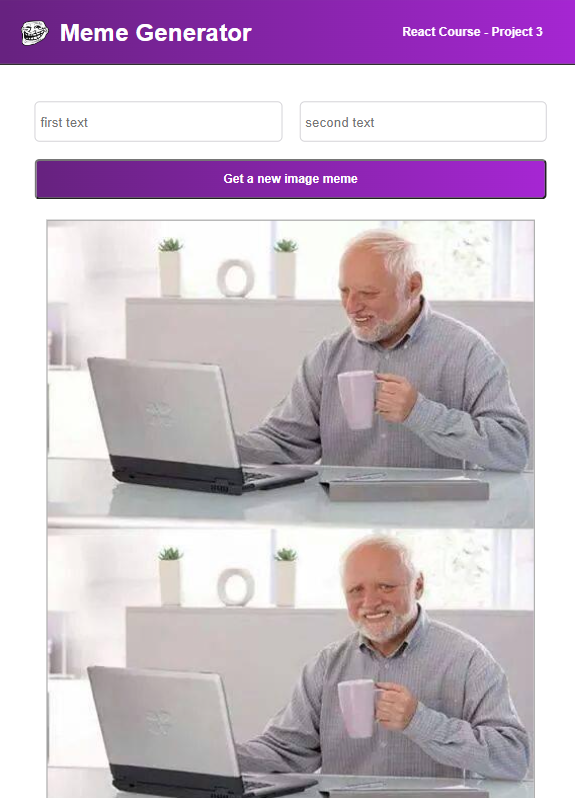 Meme Generator
React Course - Project 3
first text
second text
Get a new image meme